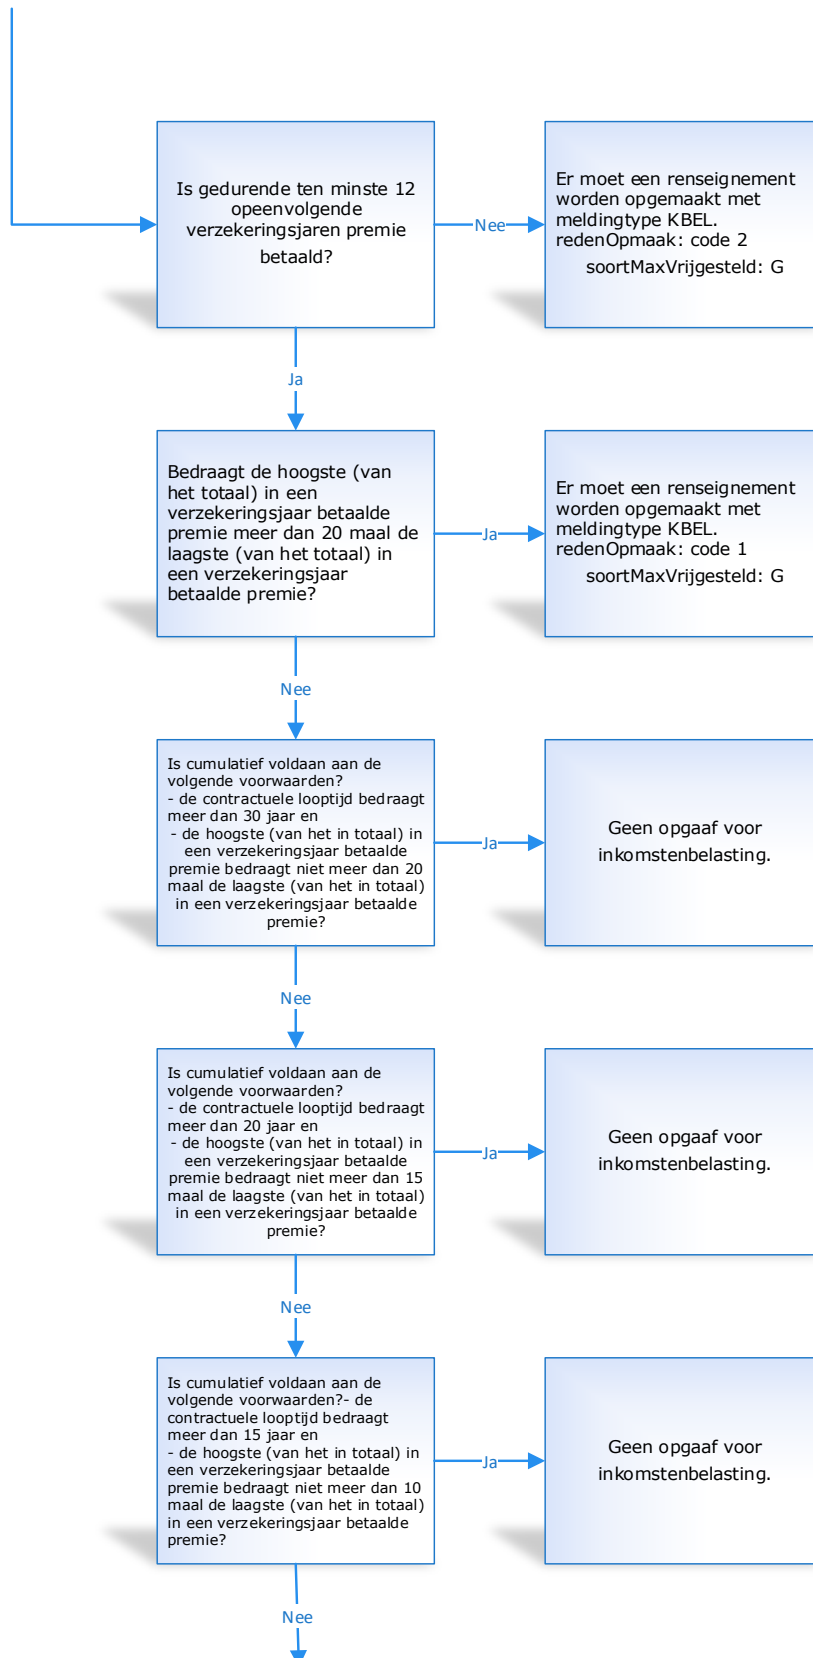 Is gedurende ten minste 12
opeenvolgende
verzekeringsjaren premie
betaald?
Nee
Er moet een renseignement
worden opgemaakt met
meldingtype KBEL.
redenOpmaak: code 2
soortMaxVrijgesteld: G
Ja
Bedraagt de hoogste (van
het totaal) in een
verzekeringsjaar betaalde
premie meer dan 20 maal de
laagste (van het totaal) in
een verzekeringsjaar
betaalde premie?
Ja
Er moet een renseignement
worden opgemaakt met
meldingtype KBEL.
redenOpmaak: code 1
soortMaxVrijgesteld: G
Nee
Is cumulatief voldaan aan de
volgende voorwaarden?
- de contractuele looptijd bedraagt
meer dan 30 jaar en
- de hoogste (van het in totaal) in
een verzekeringsjaar betaalde
premie bedraagt niet meer dan 20
maal de laagste (van het in totaal)
in een verzekeringsjaar betaalde
premie?
Ja
Geen opgaaf voor
inkomstenbelasting.
Nee
Is cumulatief voldaan aan de
volgende voorwaarden?
- de contractuele looptijd bedraagt
meer dan 20 jaar en
- de hoogste (van het in totaal) in
een verzekeringsjaar betaalde
premie bedraagt niet meer dan 15
maal de laagste (van het in totaal)
in een verzekeringsjaar betaalde
premie?
Ja
Geen opgaaf voor
inkomstenbelasting.
Nee
Is cumulatief voldaan aan de
volgende voorwaarden?- de
contractuele looptijd bedraagt
meer dan 15 jaar en
- de hoogste (van het in totaal) in
een verzekeringsjaar betaalde
premie bedraagt niet meer dan 10
maal de laagste (van het in totaal)
in een verzekeringsjaar betaalde
premie?
Ja
Geen opgaaf voor
inkomstenbelasting.
Nee